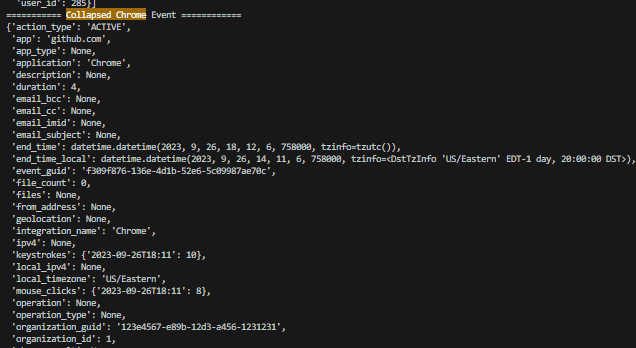 'user_id': 285}]
=========== Collapsed Chrome Event ============
{'action_type': 'ACTIVE',
'app': 'github.com',
'app_type': None,
'application': 'Chrome',
'description': None,
'duration': 4,
'email_bcc': None,
'email_cc': None,
'email_imid': None,
'email_subject': None,
'end_time': datetime.datetime(2023, 9, 26, 18, 12, 6, 758000, tzinfo=tzutc()),
'end_time_local': datetime.datetime(2023, 9, 26, 14, 11, 6, 758000, tzinfo=<DstTzInfo 'US/Eastern' EDT-1 day, 20:00:00 DST>),
'event_guid': 'f309f876-136e-4d1b-52e6-5c09987ae70c',
'file_count': 0,
'files': None,
'from_address': None,
'geolocation': None,
'integration_name': 'Chrome',
'ipv4': None,
'keystrokes': {'2023-09-26T18:11': 10},
'local_ipv4': None,
'local_timezone': 'US/Eastern',
'mouse_clicks': {'2023-09-26T18:11': 8},
'operation': None,
'operation_type': None,
'organization_guid': '123e4567-e89b-12d3-a456-1231231',
'organization_id': 1,